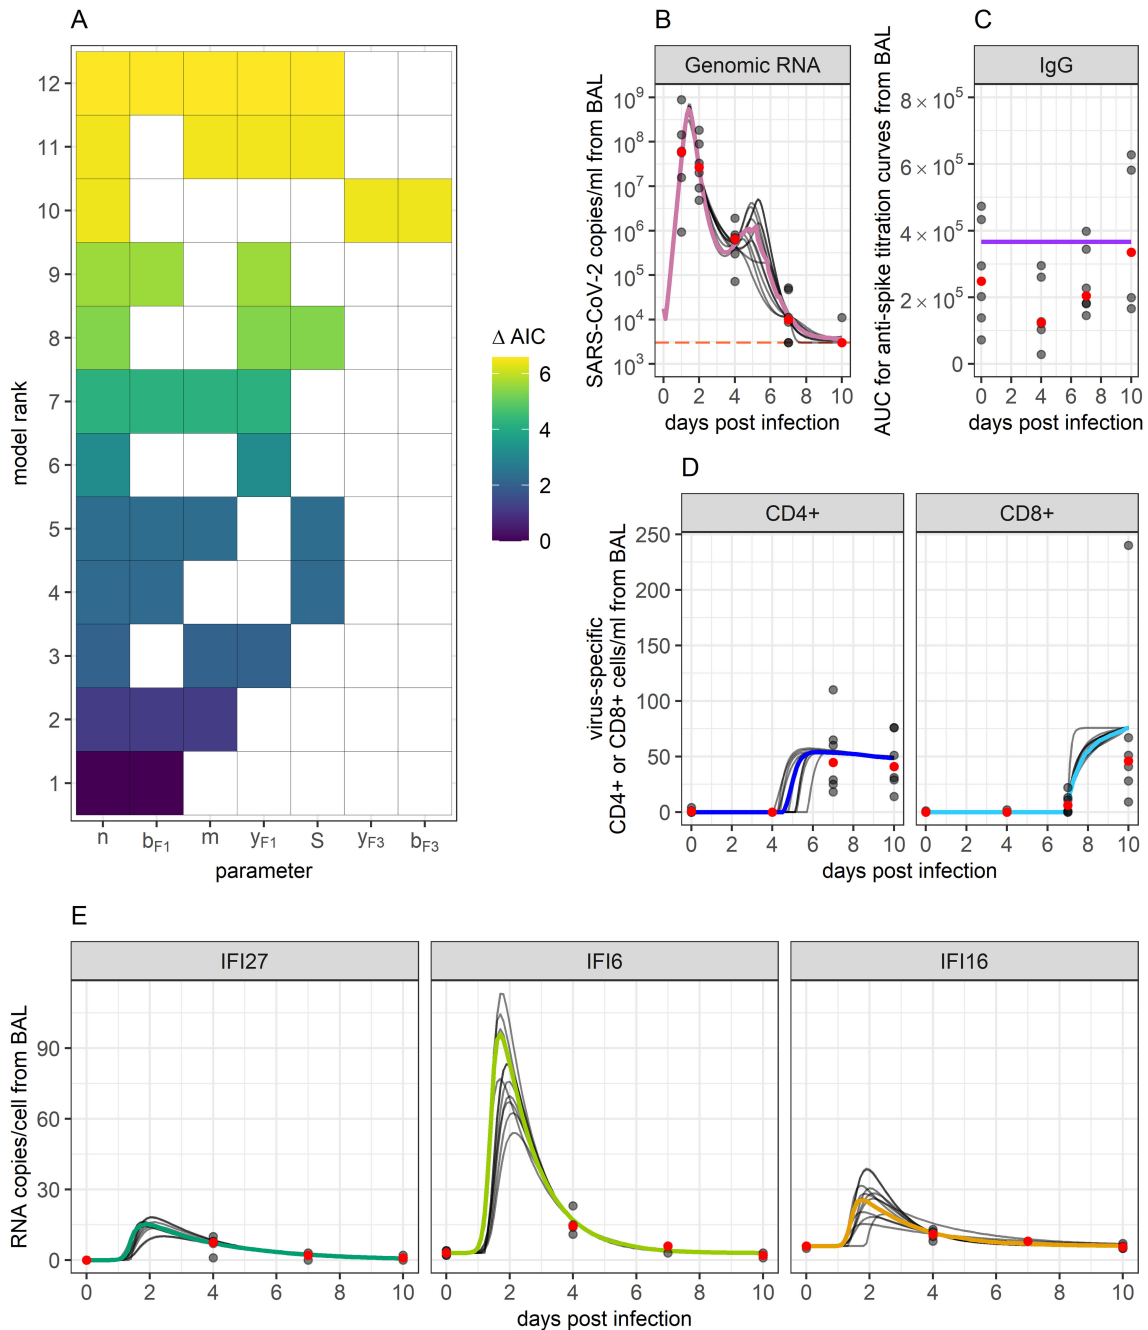 A
12
11
10
9
8
7
6
5
4
3
2
1
model rank
n b_F1 m y_F1 S y_F3 b_F3
parameter
Δ AIC
6
4
2
0
B
Genomic RNA
10^9
10^8
10^7
10^6
10^5
10^4
10^3
SARS-CoV-2 copies/ml from BAL
0 2 4 6 8 10
days post infection
C
IgG
8 × 10^5
6 × 10^5
4 × 10^5
2 × 10^5
0
AUC for anti-spike titration curves from BAL
0 2 4 6 8 10
days post infection
D
CD4+ CD8+
250
200
150
100
50
0
virus-specific
CD4+ or CD8+ cells/ml from BAL
0 2 4 6 8 10 0 2 4 6 8 10
days post infection
E
IFI27 IFI6 IFI16
90
60
30
0
RNA copies/cell from BAL
0 2 4 6 8 10 0 2 4 6 8 10 0 2 4 6 8 10
days post infection